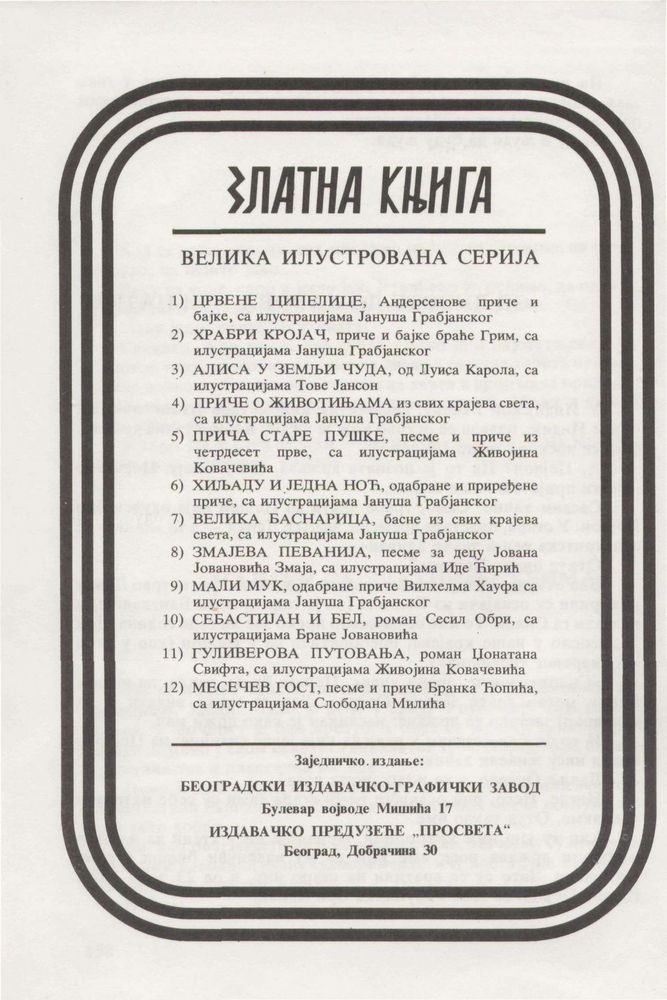 ЗЛАТНА КЊИГА
ВЕЛИКА ИЛУСТРОВАНА СЕРИЈА
1) ЦРВЕНЕ ЦИПЕЛИЦЕ, Андерсенове приче и
бајке, са илустрацијама Јануша Грабјанског
2) ХРАБРИ КРОЈАЧ, приче и бајке браће Грим, са
илустрацијама Јануша Грабјанског
3) АЛИСА У ЗЕМЉИ ЧУДА, од Луиса Карола, са
илустрацијама Тове Јансон
4) ПРИЧЕ О ЖИВОТИЊАМА из свих крајева света,
са илустрацијама Јануша Грабјанског
5) ПРИЧА СТАРЕ ПУШКЕ, песме и приче из
четрдесет прве, са илустрацијама Живојина
Ковачевића
6) ХИЉАДУ И ЈЕДНА НОЋ, одабране и приређене
приче, са илустрацијама Јануша Грабјанског
7) ВЕЛИКА БАСНАРИЦА, басне из свих крајева
света, са илустрацијама Јануша Грабјанског
8) ЗМАЈЕВА ПЕВАНИЈА, песме за децу Јована
Јовановића Змаја, са илустрацијама Иде Ћирић
9) МАЛИ МУК, одабране приче Вилхелма Хауфа са
илустрацијама Јануша Грабјанског
10) СЕБАСТИЈАН И БЕЛ, роман Сесил Обри, са
илустрацијама Бране Јовановића
11) ГУЛИВЕРОВА ПУТОВАЊА, роман Џонатана
Свифта, са илустрацијама Живојина Ковачевића
12) МЕСЕЧЕВ ГОСТ, песме и приче Бранка Ћопића,
са илустрацијама Слободана Милића
Заједничко. издање:
БЕОГРАДСКИ ИЗДАВАЧКО-ГРАФИЧКИ ЗАВОД
Булевар војводе Мишића 17
ИЗДАВАЧКО ПРЕДУЗЕЋЕ „ПРОСВЕТА“
Београд, Добрачина 30